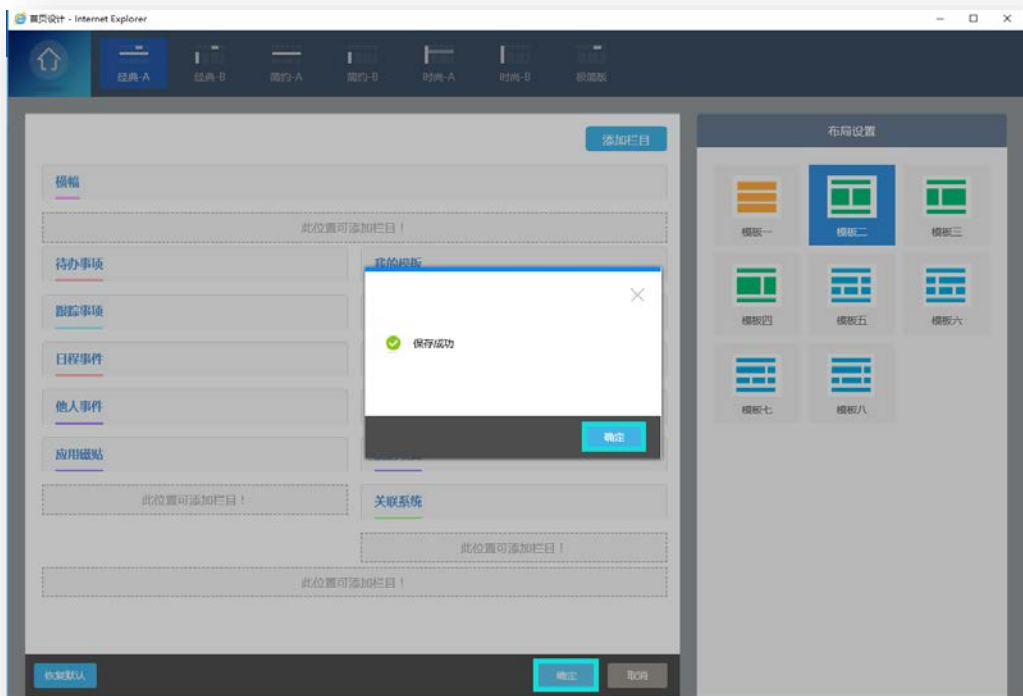 首页设计 - Internet Explorer
经典-A
经典-B
简约-A
简约-B
时尚-A
时尚-B
极简版
添加栏目
布局设置
横幅
此位置可添加栏目！
待办事项
我的模板
跟踪事项
日程事件
他人事件
应用磁贴
此位置可添加栏目！
关联系统
此位置可添加栏目！
此位置可添加栏目！
保存成功
确定
模板一
模板二
模板三
模板四
模板五
模板六
模板七
模板八
恢复默认
确定
取消